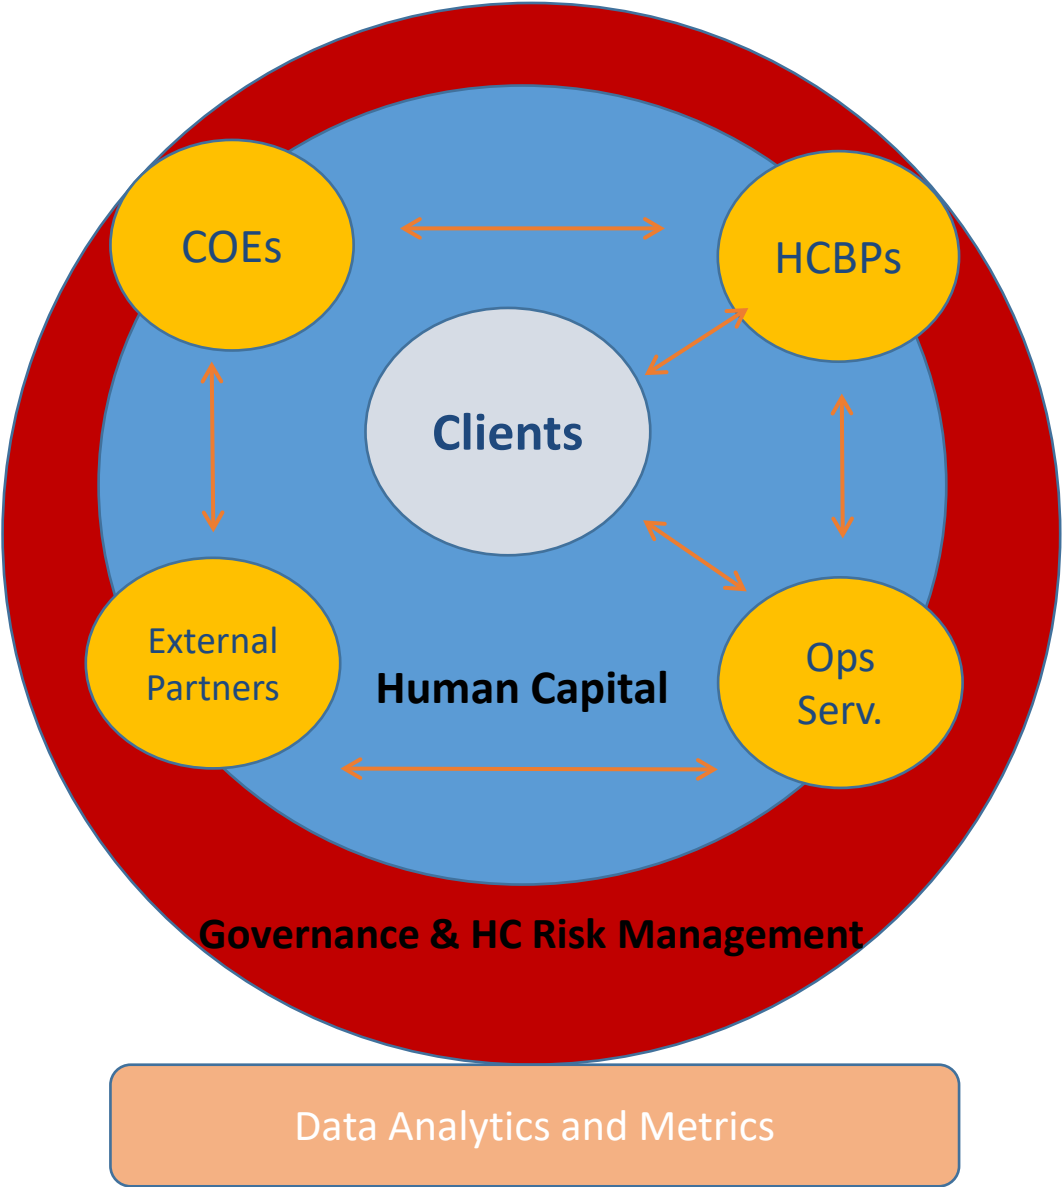 COEs
HCBPs
Clients
External
Partners
Ops
Serv.
Human Capital
Governance & HC Risk Management
Data Analytics and Metrics